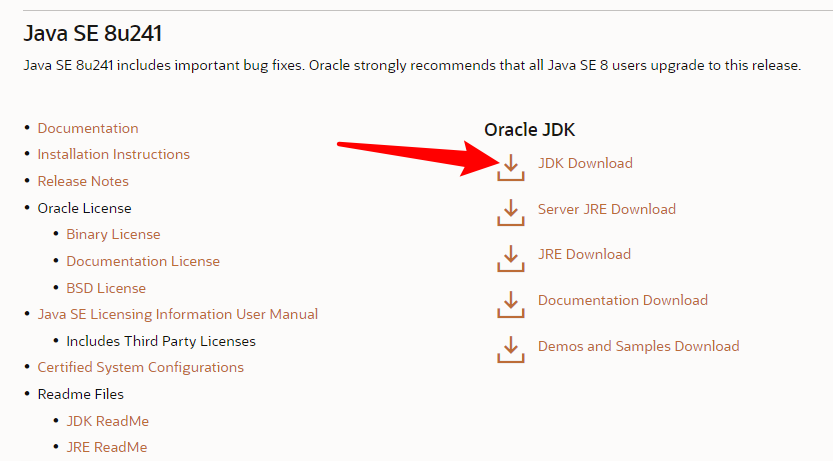 Java SE 8u241
Java SE 8u241 includes important bug fixes. Oracle strongly recommends that all Java SE 8 users upgrade to this release.
Documentation
Installation Instructions
Release Notes
Oracle License
Binary License
Documentation License
BSD License
Java SE Licensing Information User Manual
Includes Third Party Licenses
Certified System Configurations
Readme Files
JDK ReadMe
JRE ReadMe
Oracle JDK
JDK Download
Server JRE Download
JRE Download
Documentation Download
Demos and Samples Download